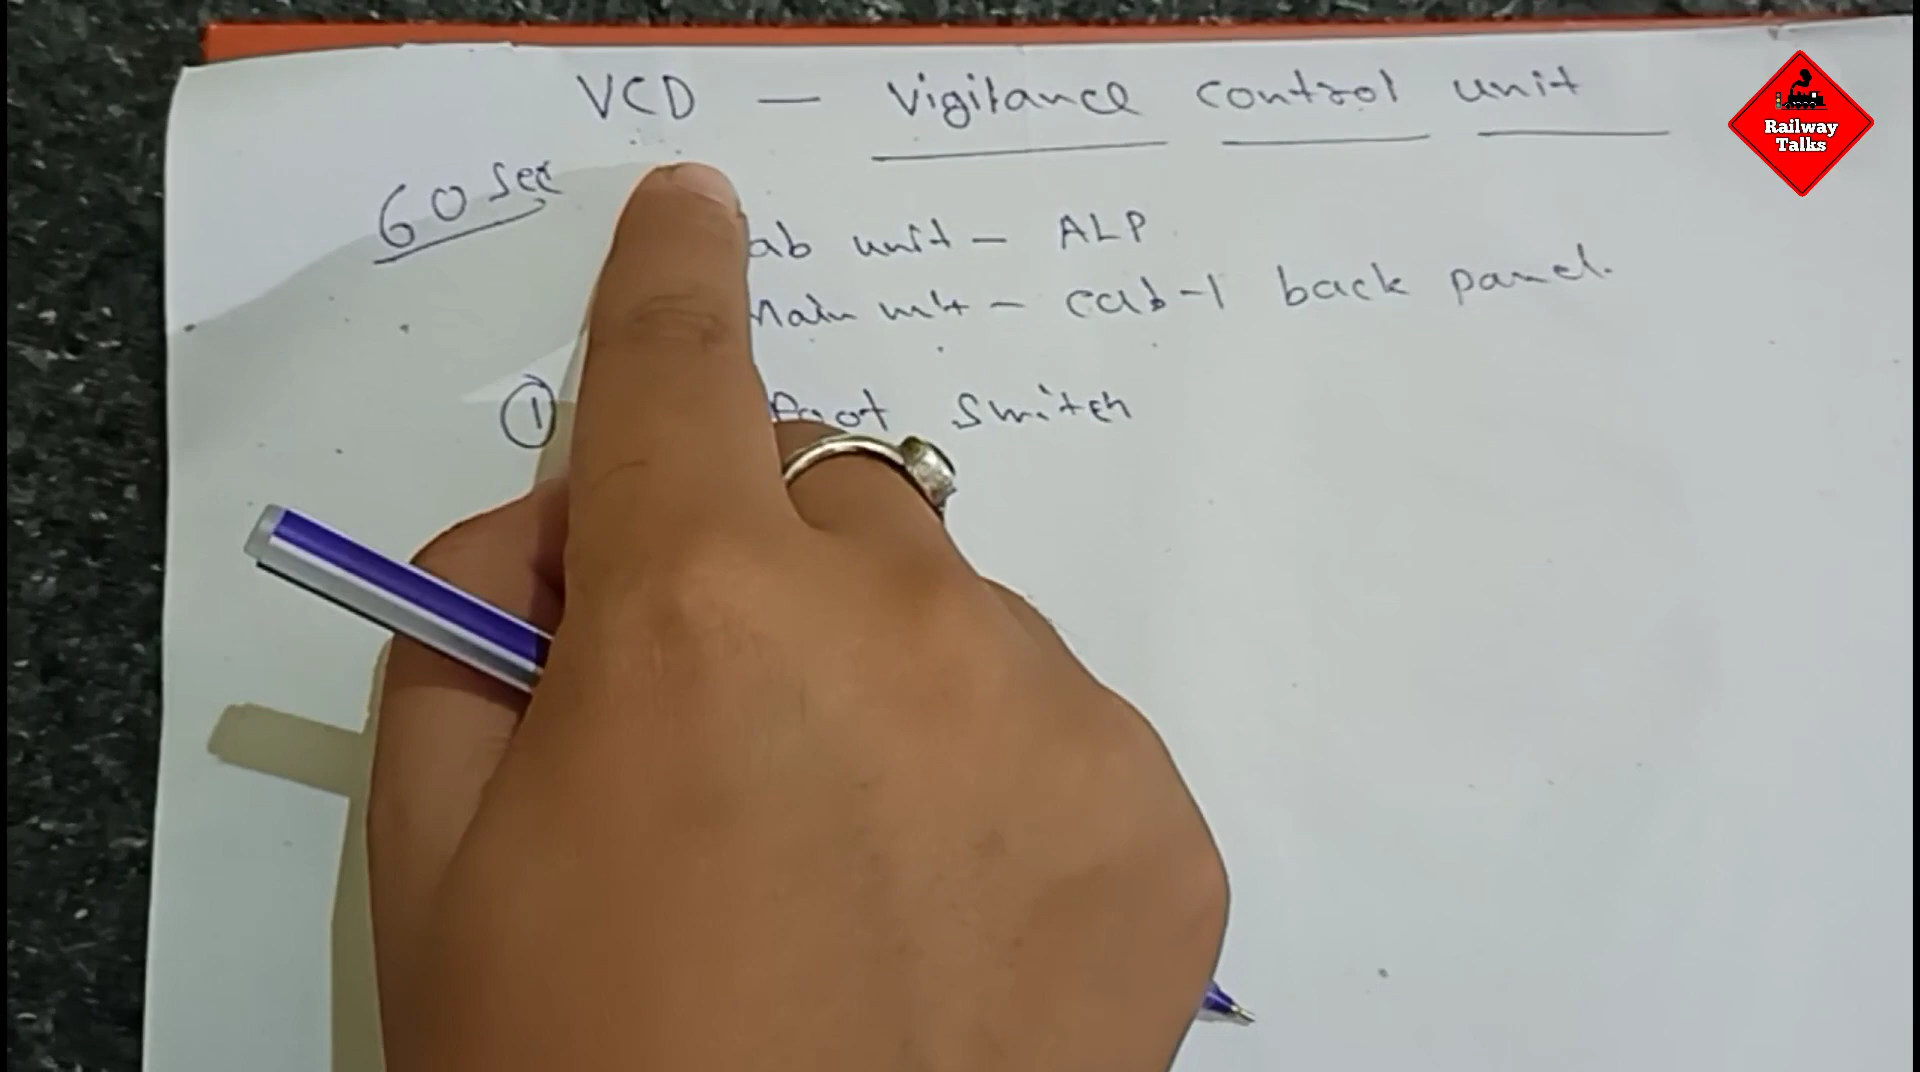 VCD — Vigilance control unit
60 sec
ab unit - ALP
Main unit - cab-1 back panel.
① Foot Switch
Railway
Talks